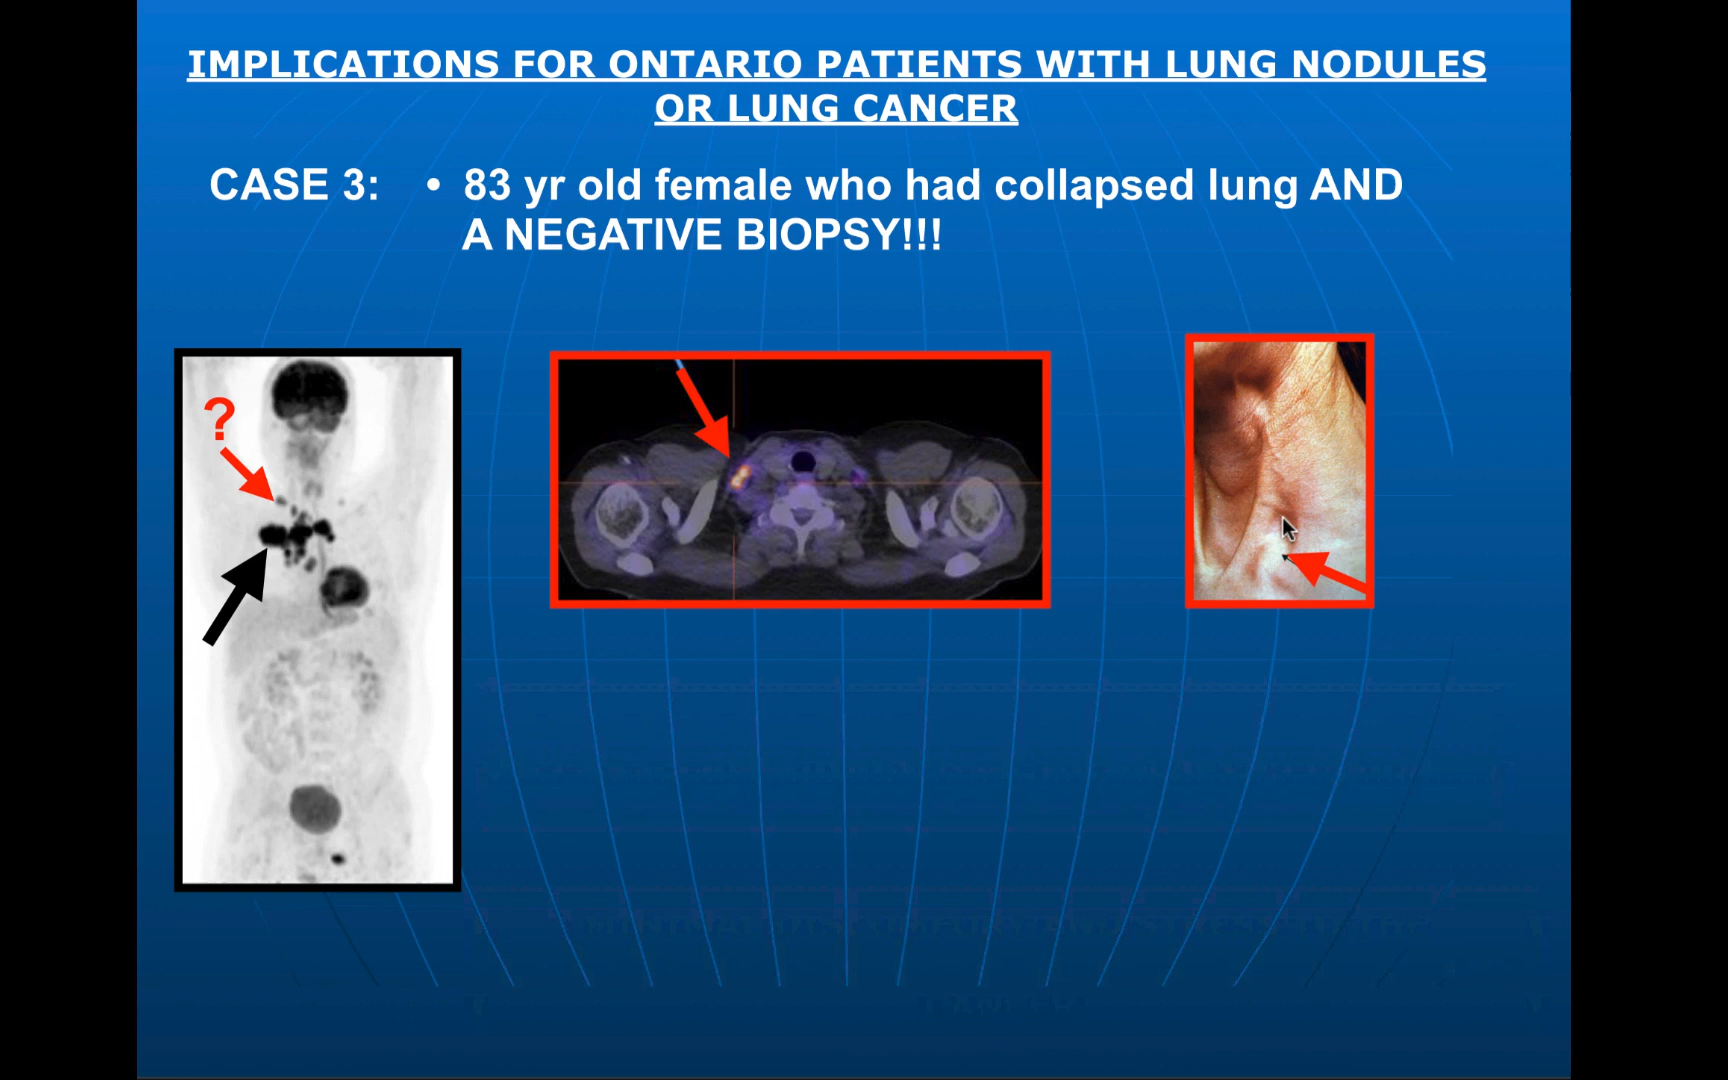 IMPLICATIONS FOR ONTARIO PATIENTS WITH LUNG NODULES
OR LUNG CANCER
CASE 3: • 83 yr old female who had collapsed lung AND
A NEGATIVE BIOPSY!!!
?